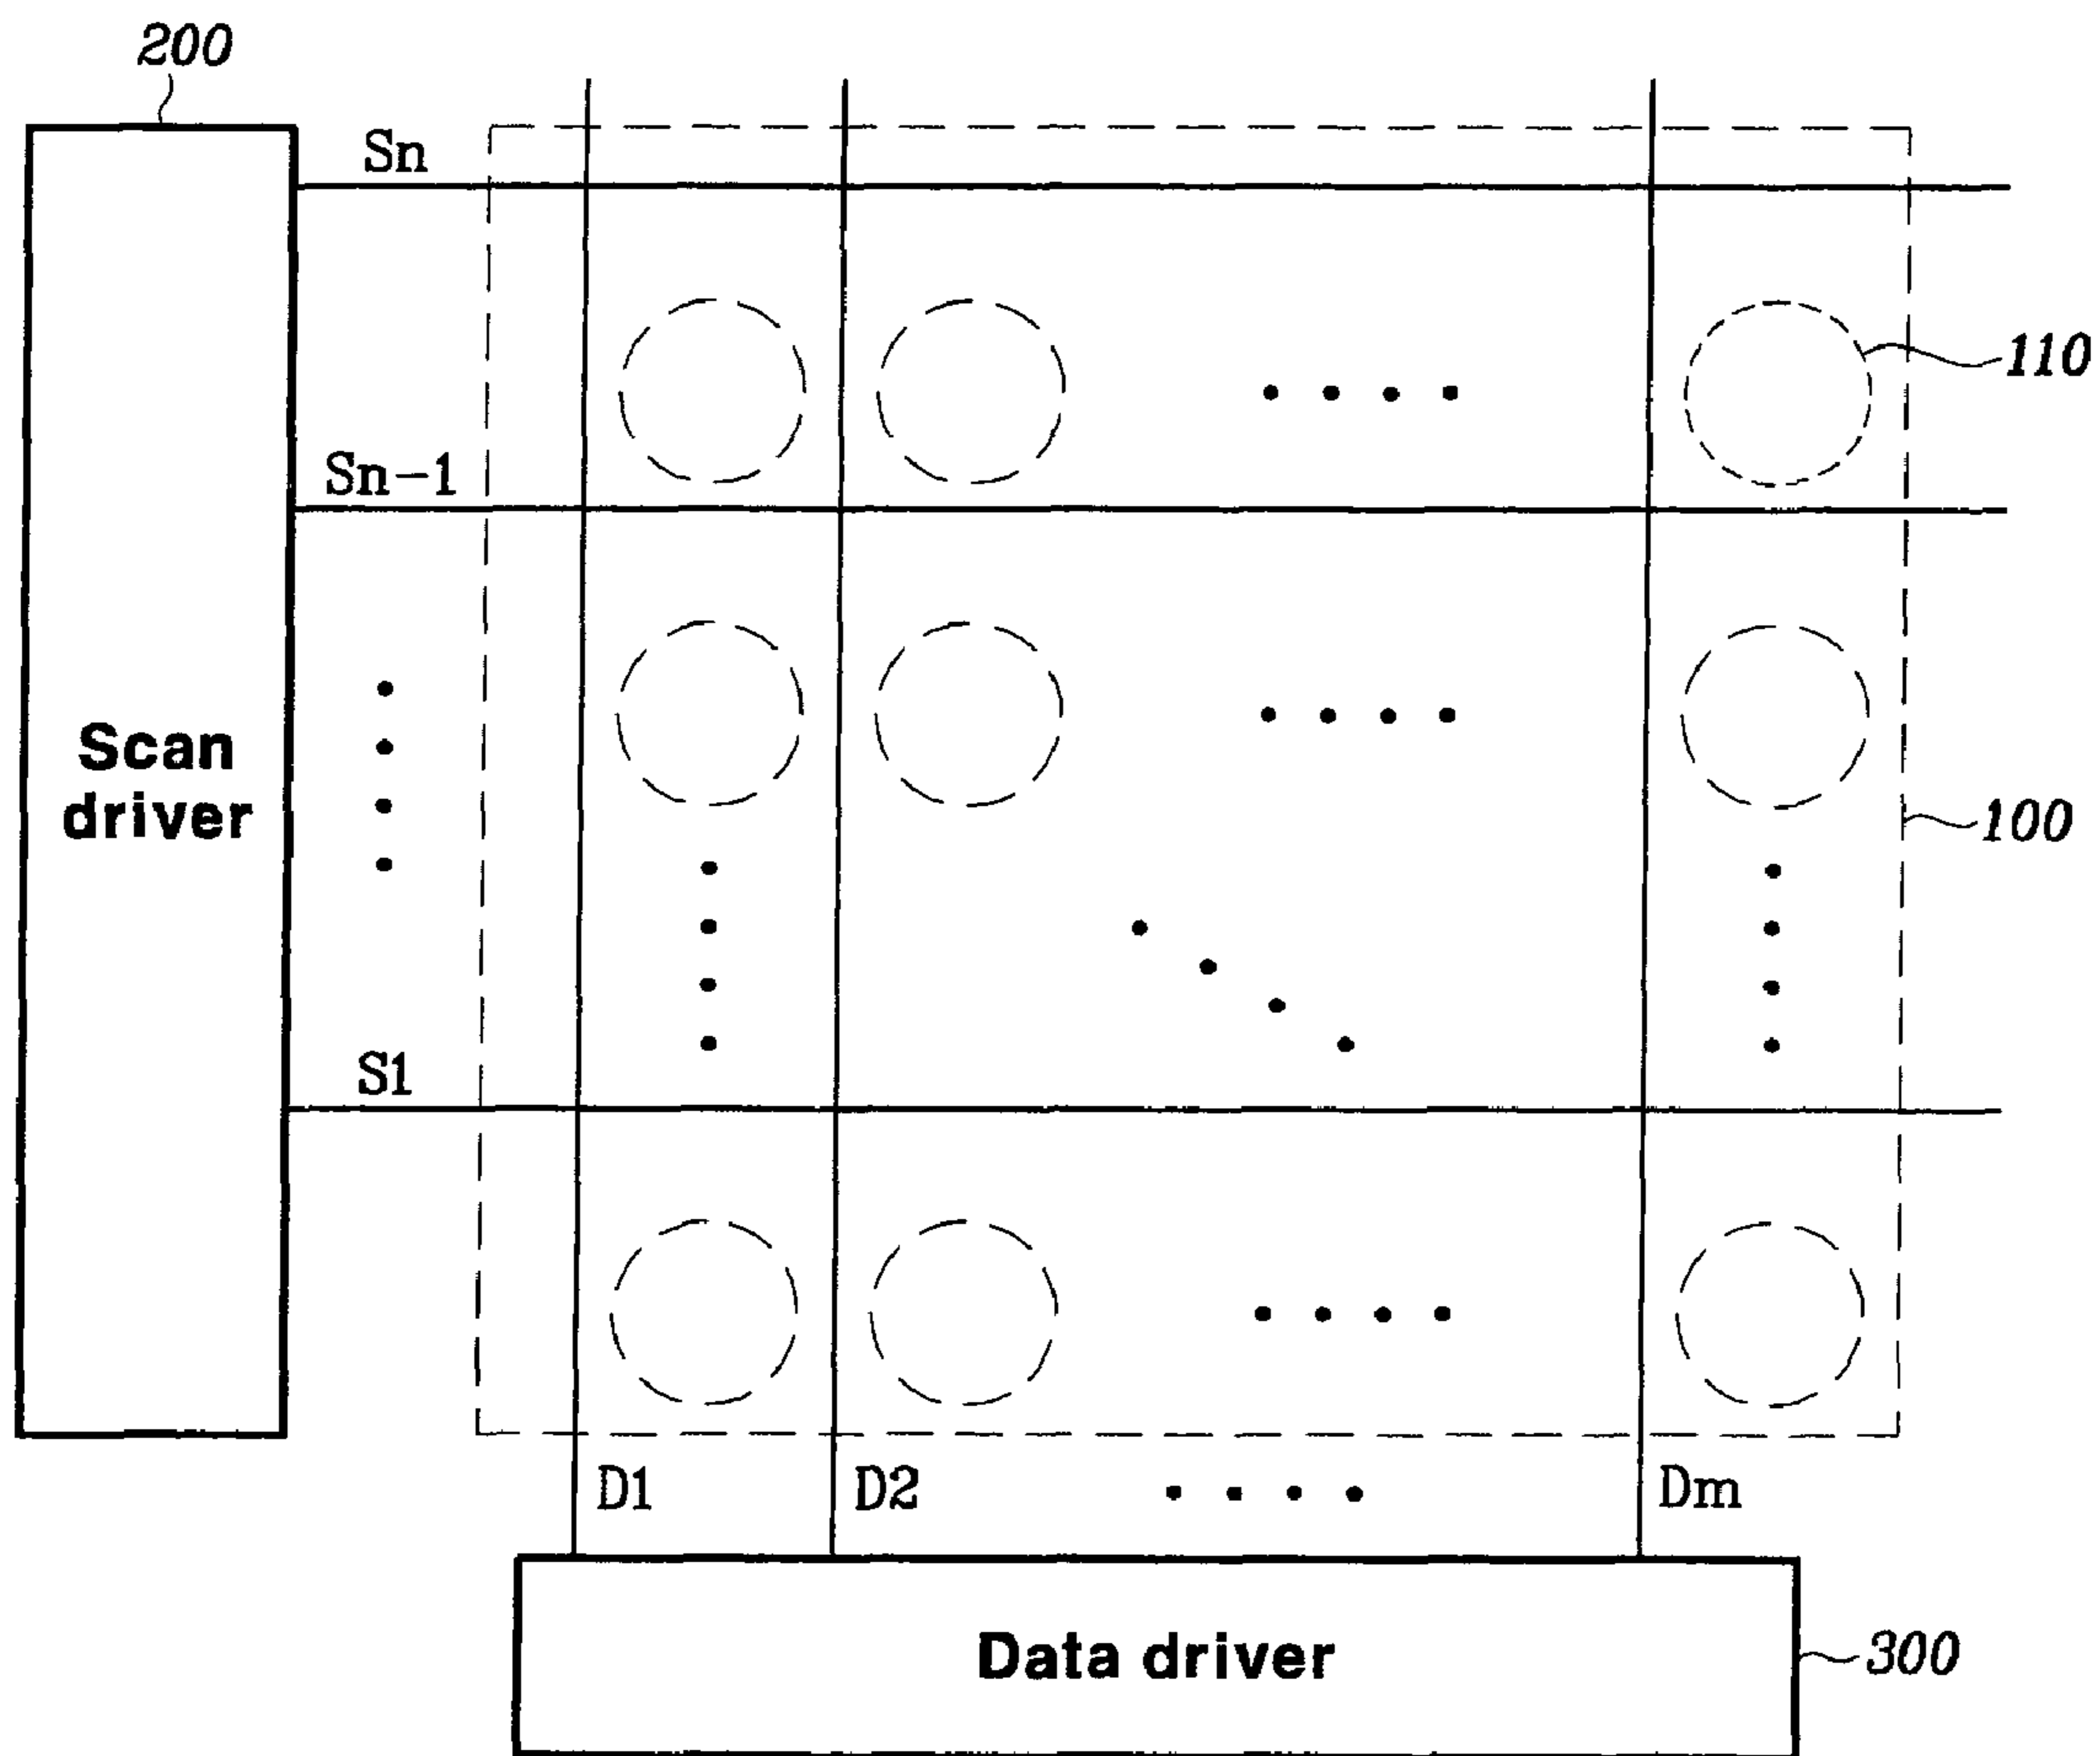 200
Sn
110
Sn-1
Scan
driver
100
S1
D1
D2
Dm
Data driver
300